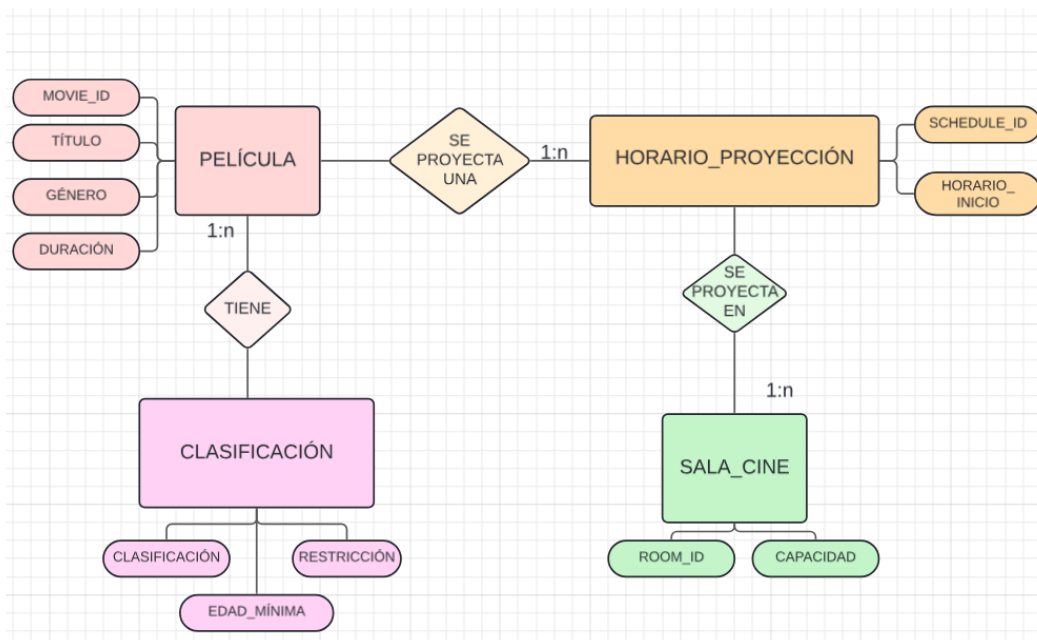 MOVIE_ID
TÍTULO
GÉNERO
DURACIÓN
PELÍCULA
SE
PROYECTA
UNA
1:n
HORARIO_PROYECCIÓN
SCHEDULE_ID
HORARIO_
INICIO
1:n
TIENE
SE
PROYECTA
EN
1:n
CLASIFICACIÓN
CLASIFICACIÓN
RESTRICCIÓN
EDAD_MÍNIMA
SALA_CINE
ROOM_ID
CAPACIDAD